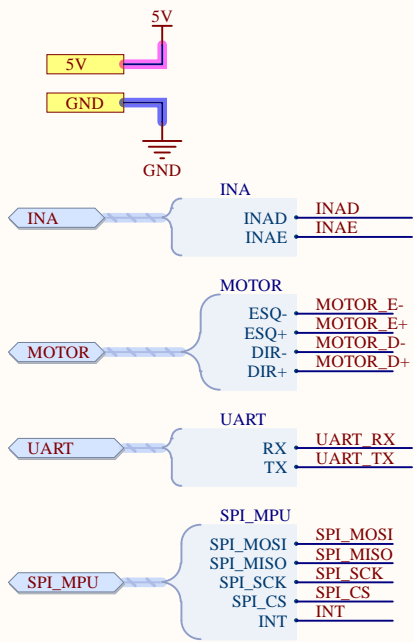 5V
5V
GND
GND
INA
INA
INAD INAD
INAE INAE
MOTOR
MOTOR
ESQ- MOTOR_E-
ESQ+ MOTOR_E+
DIR- MOTOR_D-
DIR+ MOTOR_D+
UART
UART
RX UART_RX
TX UART_TX
SPI_MPU
SPI_MPU
SPI_MOSI SPI_MOSI
SPI_MISO SPI_MISO
SPI_SCK SPI_SCK
SPI_CS SPI_CS
INT INT